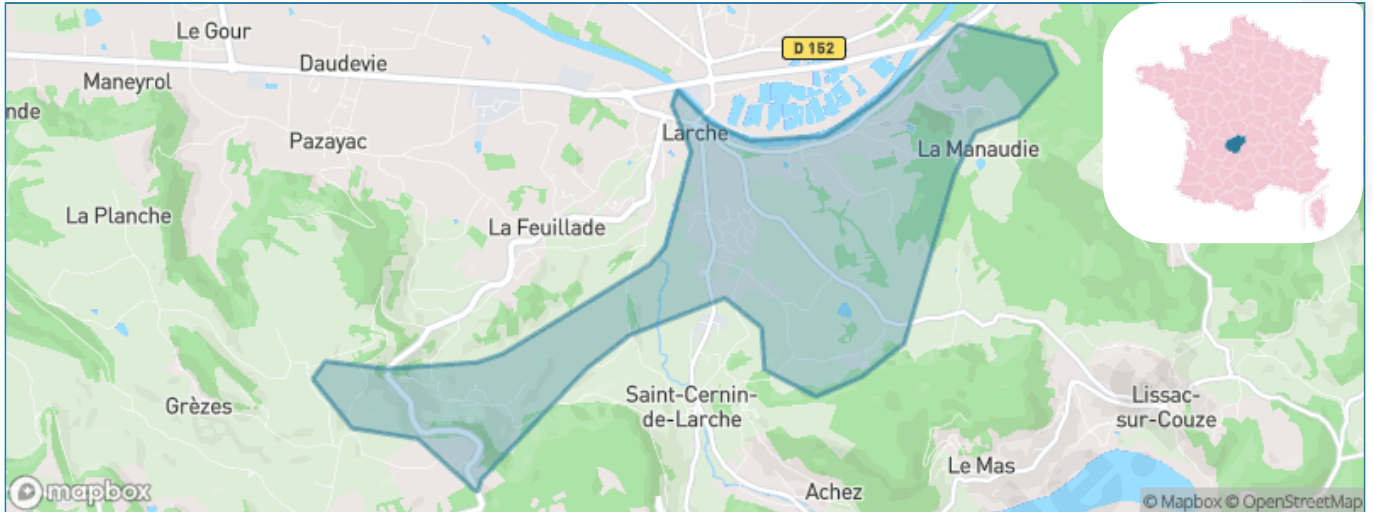 Le Gour
D 152
Daudevie
Maneyrol
nde
Larche
Pazayac
La Manaudie
La Planche
La Feuillade
Grèzes
Saint-Cernin-
de-Larche
Lissac-
sur-Couze
Le Mas
Achez
mapbox
© Mapbox © OpenStreetMap